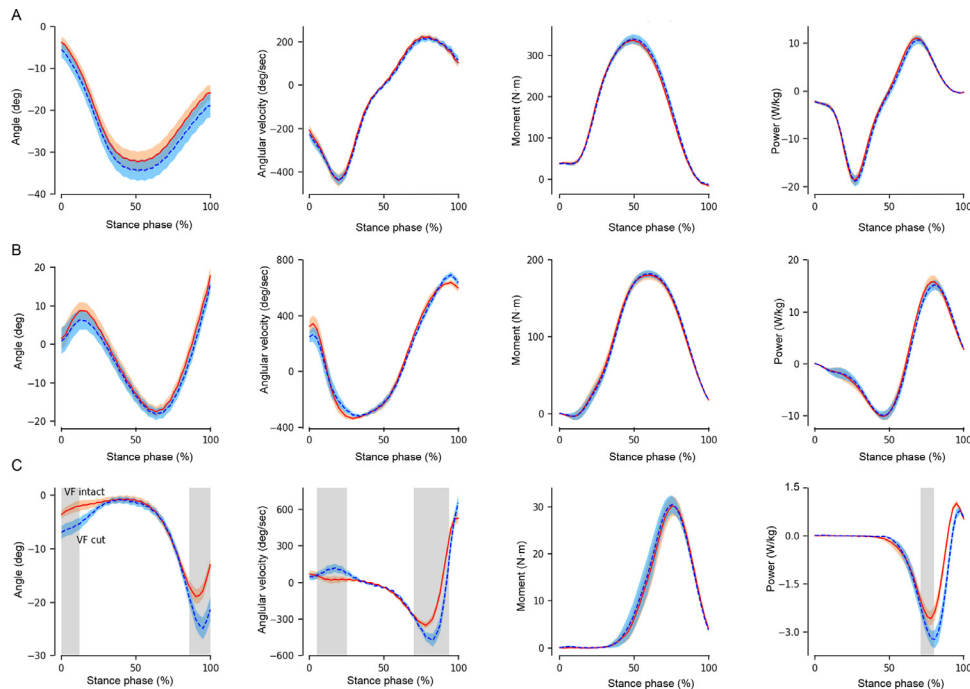 A
0
−10
−20
−30
−40
Angle (deg)
0 50 100
Stance phase (%)
200
0
−200
−400
Anglular velocity (deg/sec)
0 50 100
Stance phase (%)
300
200
100
0
Moment (N·m)
0 50 100
Stance phase (%)
10
0
−10
−20
Power (W/kg)
0 50 100
Stance phase (%)
B
20
10
0
−10
−20
Angle (deg)
0 50 100
Stance phase (%)
800
400
0
−400
Anglular velocity (deg/sec)
0 50 100
Stance phase (%)
200
100
0
Moment (N·m)
0 50 100
Stance phase (%)
20
10
0
−10
Power (W/kg)
0 50 100
Stance phase (%)
C
0
−10
−20
−30
Angle (deg)
VF intact
VF cut
0 50 100
Stance phase (%)
600
300
0
−300
−600
Anglular velocity (deg/sec)
0 50 100
Stance phase (%)
30
20
10
0
Moment (N·m)
0 50 100
Stance phase (%)
1.5
0
−1.5
−3.0
Power (W/kg)
0 50 100
Stance phase (%)